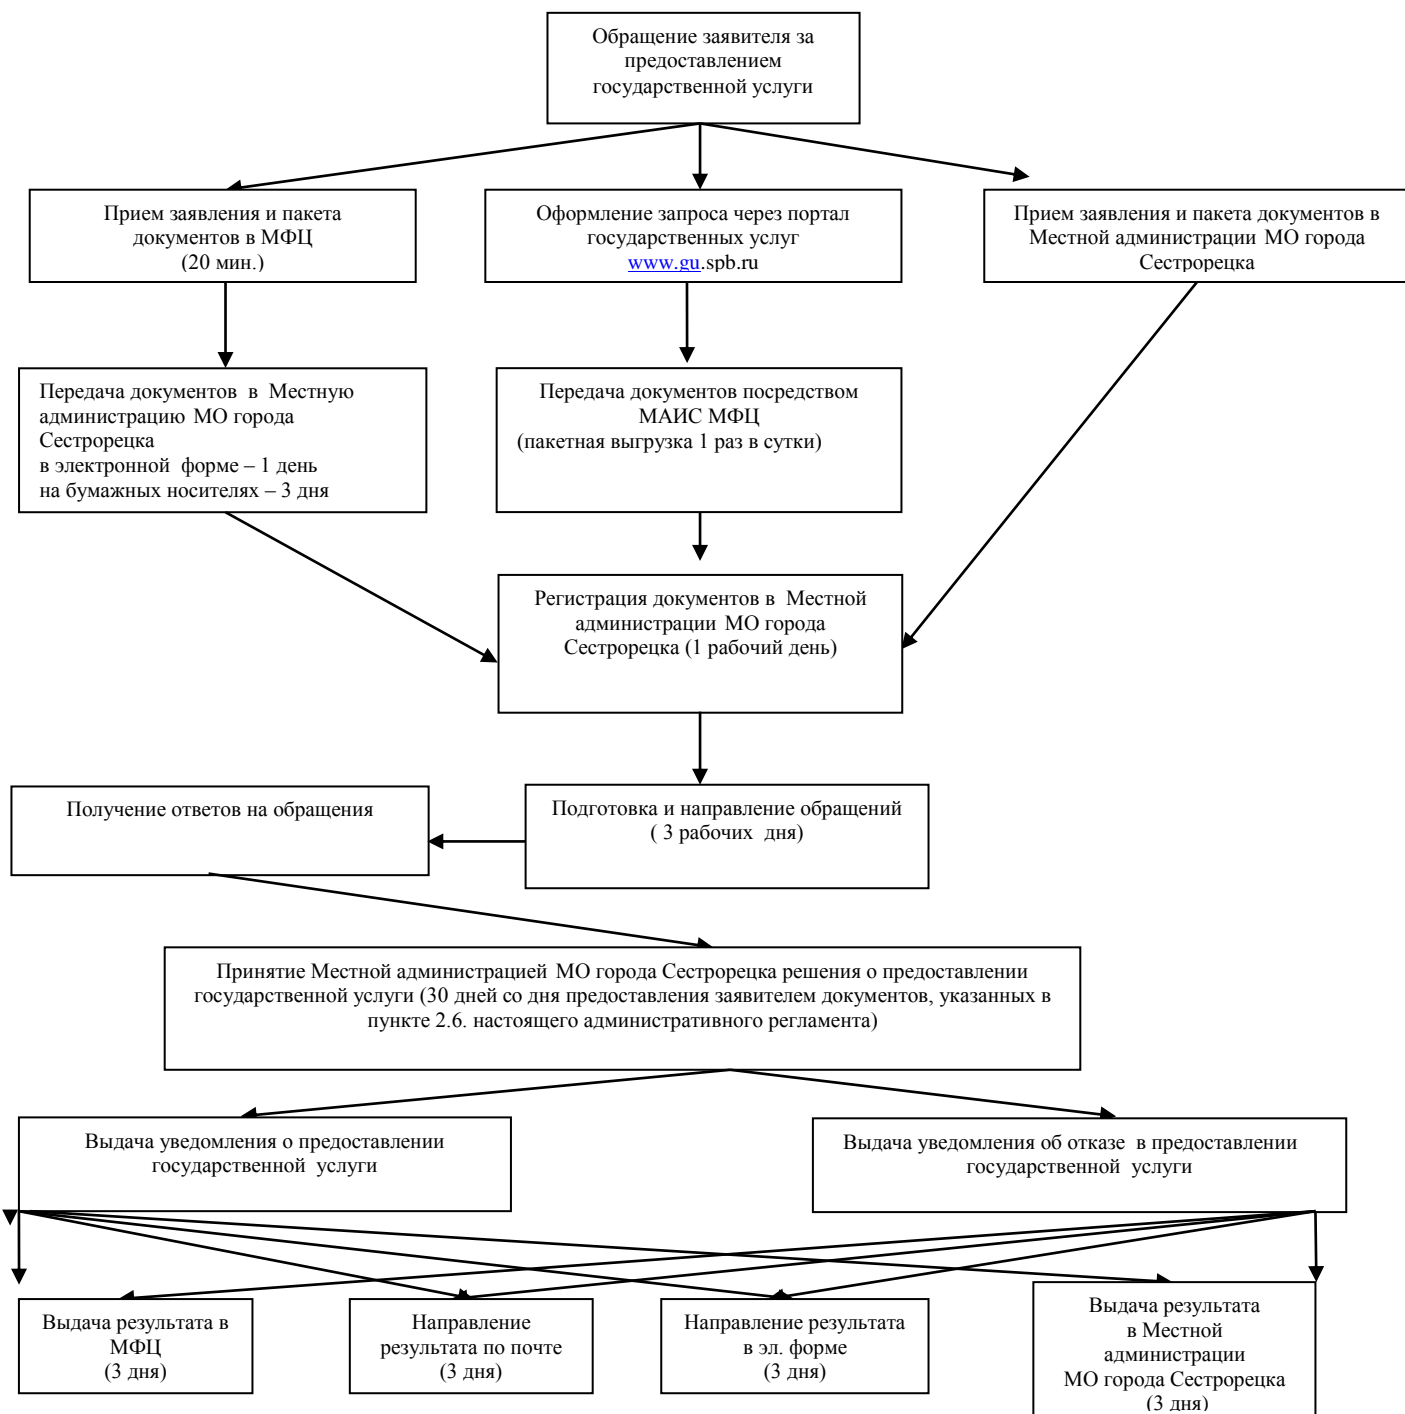 Обращение заявителя за
предоставлением
государственной услуги
Прием заявления и пакета
документов в МФЦ
(20 мин.)
Оформление запроса через портал
государственных услуг
www.gu.spb.ru
Прием заявления и пакета документов в
Местной администрации МО города
Сестрорецка
Передача документов в Местную
администрацию МО города
Сестрорецка
в электронной форме – 1 день
на бумажных носителях – 3 дня
Передача документов посредством
МАИС МФЦ
(пакетная выгрузка 1 раз в сутки)
Регистрация документов в Местной
администрации МО города
Сестрорецка (1 рабочий день)
Получение ответов на обращения
Подготовка и направление обращений
( 3 рабочих дня)
Принятие Местной администрацией МО города Сестрорецка решения о предоставлении
государственной услуги (30 дней со дня предоставления заявителем документов, указанных в
пункте 2.6. настоящего административного регламента)
Выдача уведомления о предоставлении
государственной услуги
Выдача уведомления об отказе в предоставлении
государственной услуги
Выдача результата в
МФЦ
(3 дня)
Направление
результата по почте
(3 дня)
Направление результата
в эл. форме
(3 дня)
Выдача результата
в Местной
администрации
МО города Сестрорецка
(3 дня)